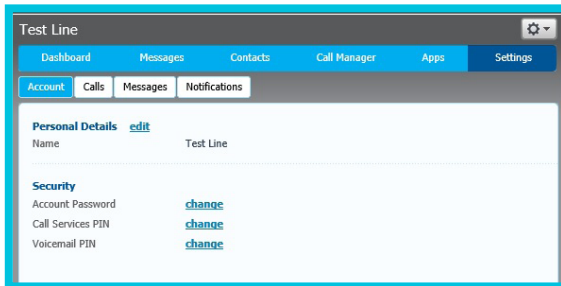 Test Line
Dashboard Messages Contacts Call Manager Apps Settings
Account Calls Messages Notifications
Personal Details edit
Name Test Line
Security
Account Password change
Call Services PIN change
Voicemail PIN change